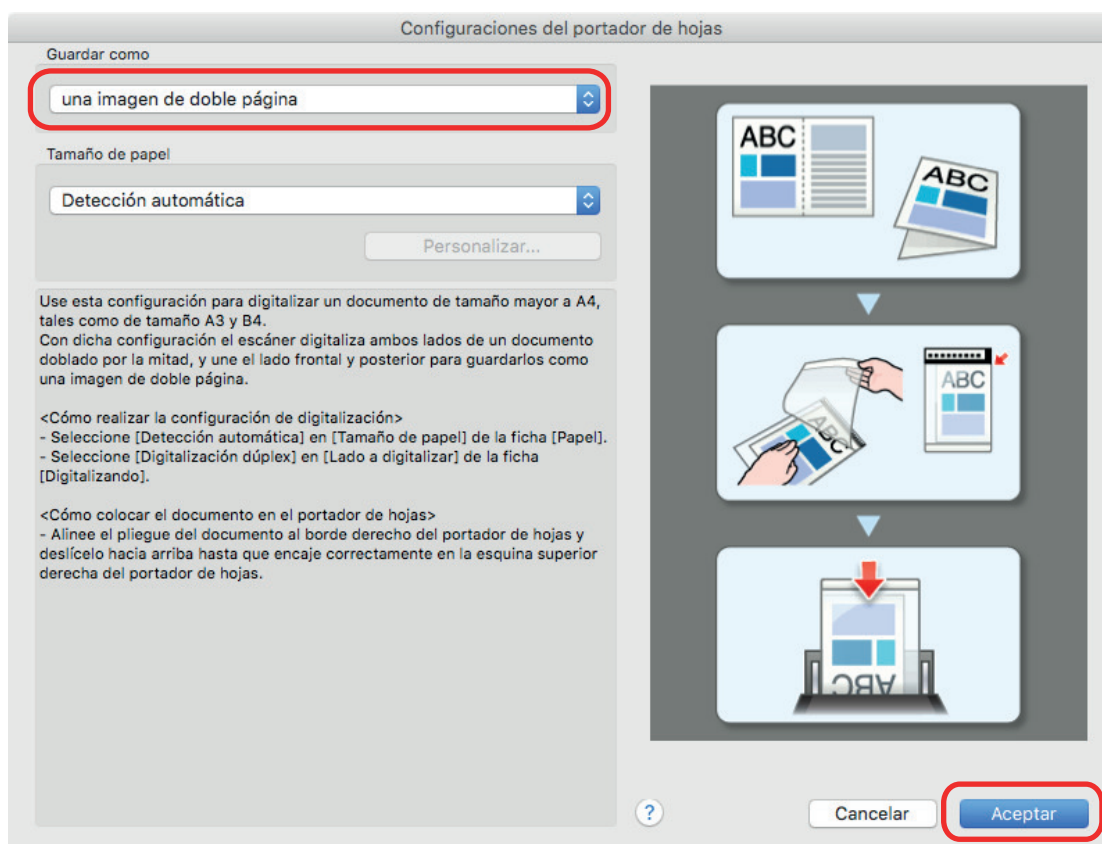 Configuraciones del portador de hojas
Guardar como
una imagen de doble página
Tamaño de papel
Detección automática
Personalizar...
Use esta configuración para digitalizar un documento de tamaño mayor a A4,
tales como de tamaño A3 y B4.
Con dicha configuración el escáner digitaliza ambos lados de un documento
doblado por la mitad, y une el lado frontal y posterior para guardarlos como
una imagen de doble página.
<Cómo realizar la configuración de digitalización>
- Seleccione [Detección automática] en [Tamaño de papel] de la ficha [Papel].
- Seleccione [Digitalización dúplex] en [Lado a digitalizar] de la ficha
[Digitalizando].
<Cómo colocar el documento en el portador de hojas>
- Alinee el pliegue del documento al borde derecho del portador de hojas y
deslícelo hacia arriba hasta que encaje correctamente en la esquina superior
derecha del portador de hojas.
ABC
ABC
ABC
ABC
ABC
?
Cancelar
Aceptar